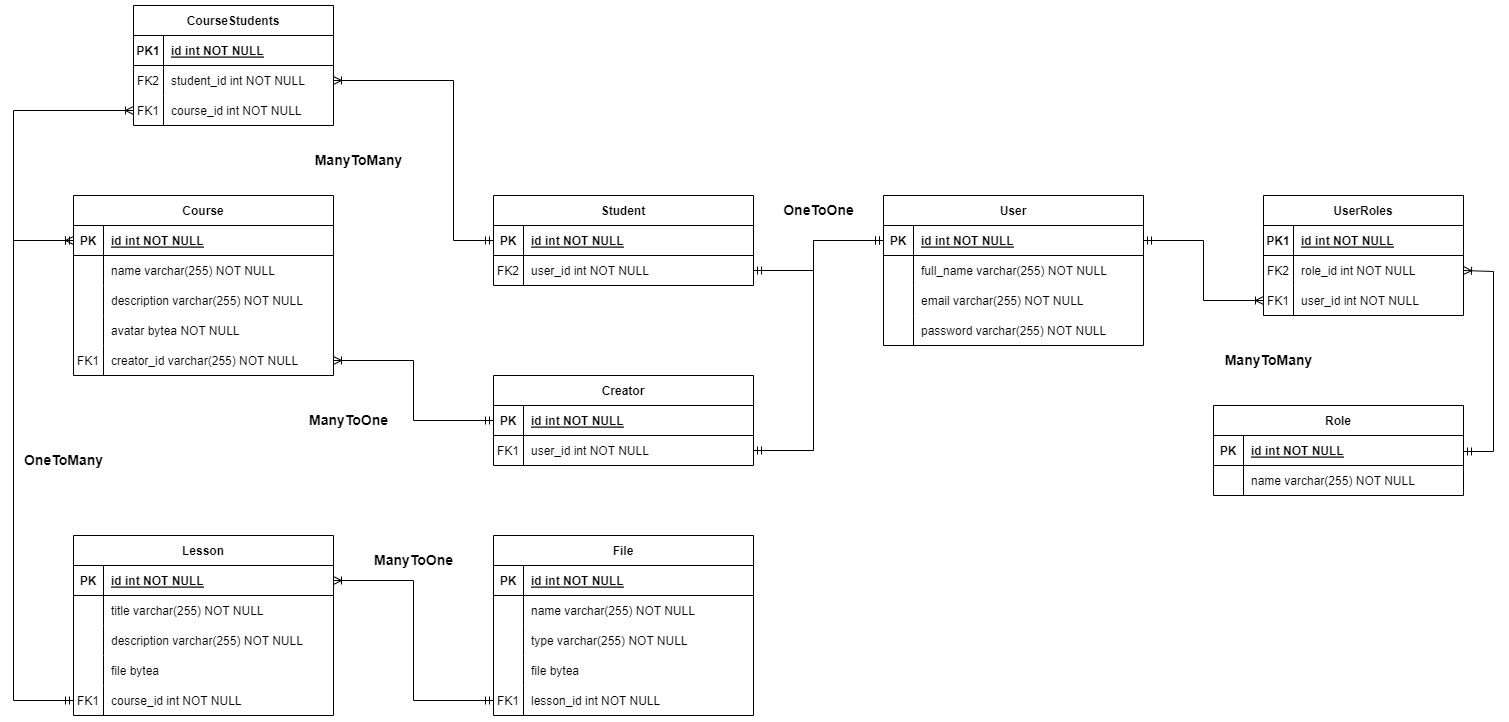 CourseStudents
PK1 id int NOT NULL
FK2 student_id int NOT NULL
FK1 course_id int NOT NULL
ManyToMany
Course
PK id int NOT NULL
name varchar(255) NOT NULL
description varchar(255) NOT NULL
avatar bytea NOT NULL
FK1 creator_id varchar(255) NOT NULL
Student
PK id int NOT NULL
FK2 user_id int NOT NULL
OneToOne
User
PK id int NOT NULL
full_name varchar(255) NOT NULL
email varchar(255) NOT NULL
password varchar(255) NOT NULL
UserRoles
PK1 id int NOT NULL
FK2 role_id int NOT NULL
FK1 user_id int NOT NULL
ManyToMany
Creator
PK id int NOT NULL
FK1 user_id int NOT NULL
ManyToOne
Role
PK id int NOT NULL
name varchar(255) NOT NULL
OneToMany
Lesson
PK id int NOT NULL
title varchar(255) NOT NULL
description varchar(255) NOT NULL
file bytea
FK1 course_id int NOT NULL
ManyToOne
File
PK id int NOT NULL
name varchar(255) NOT NULL
type varchar(255) NOT NULL
file bytea
FK1 lesson_id int NOT NULL